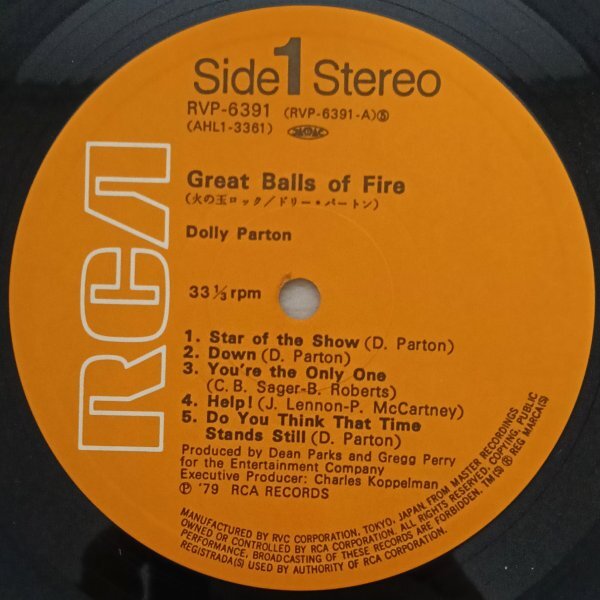 Side 1 Stereo
RVP-6391 (RVP-6391-A)Ⓢ
(AHL1-3361)
Great Balls of Fire
(火の玉ロック/ドリー・パートン)
Dolly Parton
RCA
33 1/3 rpm
1. Star of the Show (D. Parton)
2. Down (D. Parton)
3. You're the Only One
(C. B. Sager-B. Roberts)
4. Help! (J. Lennon-P. McCartney)
5. Do You Think That Time
Stands Still (D. Parton)
Produced by Dean Parks and Gregg Perry
for the Entertainment Company
Executive Producer: Charles Koppelman
Ⓟ '79 RCA RECORDS
MANUFACTURED BY RVC CORPORATION, TOKYO, JAPAN, FROM MASTER RECORDINGS
OWNED OR CONTROLLED BY RCA CORPORATION. ALL RIGHTS RESERVED, COPYING, PUBLIC
PERFORMANCE, BROADCASTING OF THESE RECORDS ARE FORBIDDEN. TM(S) ® REG MARCA(S)
REGISTRADA(S) USED BY AUTHORITY OF RCA CORPORATION.